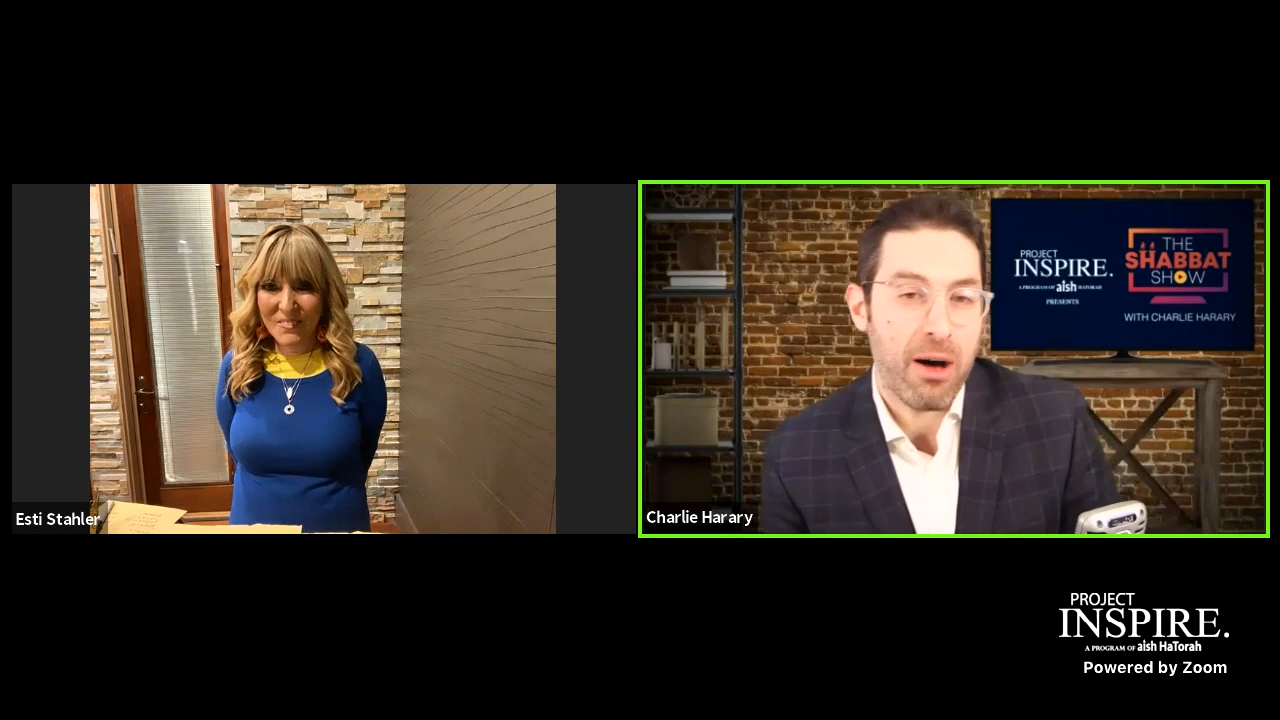 PROJECT
INSPIRE.
A PROGRAM OF aish HATORAH
PRESENTS
THE
SHABBAT
SHOW
WITH CHARLIE HARARY
Esti Stahler
Charlie Harary
PROJECT
INSPIRE.
A PROGRAM OF aish HaTorah
Powered by Zoom